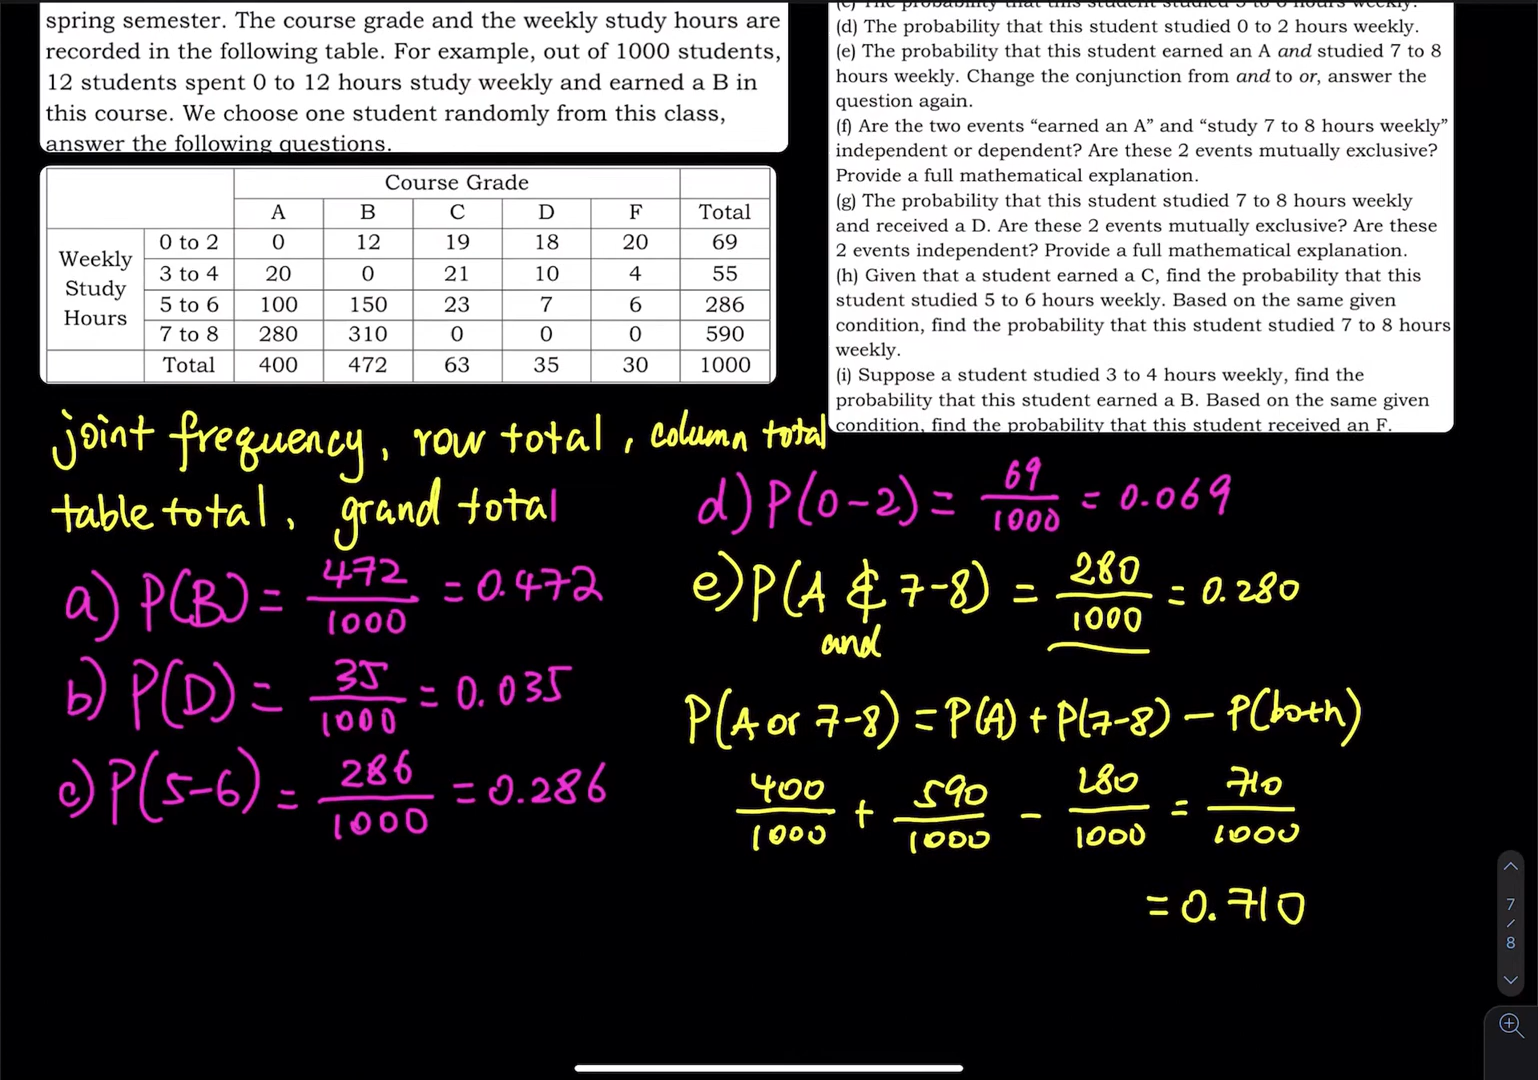 spring semester. The course grade and the weekly study hours are
recorded in the following table. For example, out of 1000 students,
12 students spent 0 to 12 hours study weekly and earned a B in
this course. We choose one student randomly from this class,
answer the following questions.
Course Grade
A B C D F Total
Weekly Study Hours
0 to 2 0 12 19 18 20 69
3 to 4 20 0 21 10 4 55
5 to 6 100 150 23 7 6 286
7 to 8 280 310 0 0 0 590
Total 400 472 63 35 30 1000
(c) The probability that this student studied 5 to 6 hours weekly.
(d) The probability that this student studied 0 to 2 hours weekly.
(e) The probability that this student earned an A and studied 7 to 8
hours weekly. Change the conjunction from and to or, answer the
question again.
(f) Are the two events “earned an A” and “study 7 to 8 hours weekly”
independent or dependent? Are these 2 events mutually exclusive?
Provide a full mathematical explanation.
(g) The probability that this student studied 7 to 8 hours weekly
and received a D. Are these 2 events mutually exclusive? Are these
2 events independent? Provide a full mathematical explanation.
(h) Given that a student earned a C, find the probability that this
student studied 5 to 6 hours weekly. Based on the same given
condition, find the probability that this student studied 7 to 8 hours
weekly.
(i) Suppose a student studied 3 to 4 hours weekly, find the
probability that this student earned a B. Based on the same given
condition, find the probability that this student received an F.
joint frequency, row total, column total
table total, grand total
a) P(B) = 472/1000 = 0.472
b) P(D) = 35/1000 = 0.035
c) P(5-6) = 286/1000 = 0.286
d) P(0-2) = 69/1000 = 0.069
e) P(A & 7-8) = 280/1000 = 0.280
and
P(A or 7-8) = P(A) + P(7-8) - P(both)
400/1000 + 590/1000 - 280/1000 = 710/1000
= 0.710
7
/
8